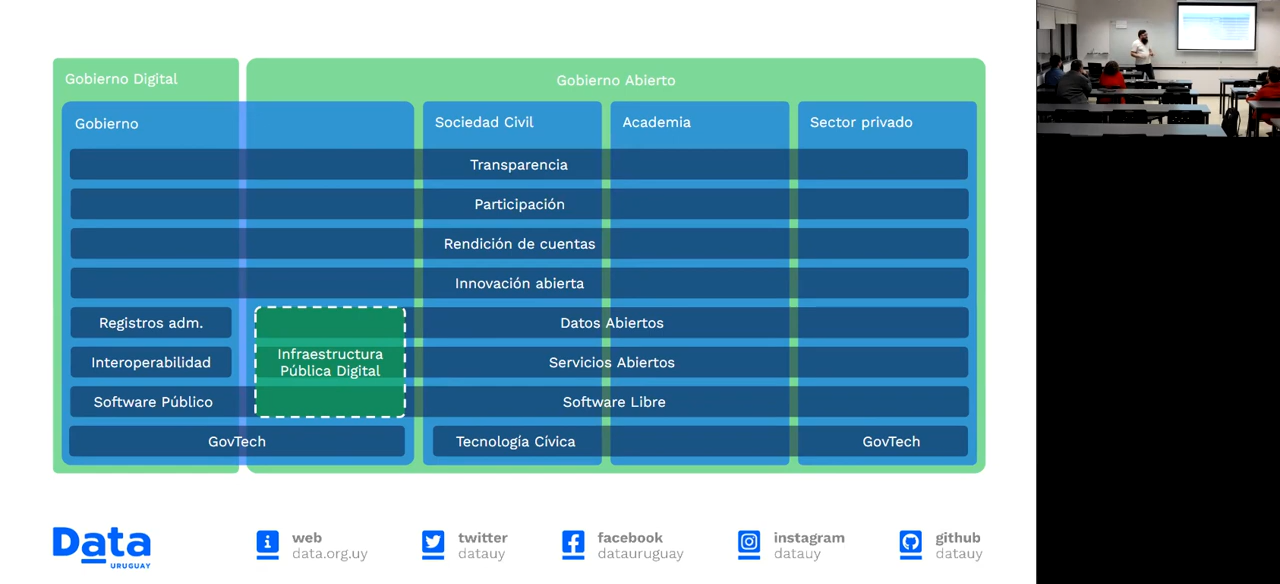 Gobierno Digital
Gobierno Abierto
Gobierno
Sociedad Civil
Academia
Sector privado
Transparencia
Participación
Rendición de cuentas
Innovación abierta
Registros adm.
Datos Abiertos
Interoperabilidad
Infraestructura
Pública Digital
Servicios Abiertos
Software Público
Software Libre
GovTech
Tecnología Cívica
GovTech
Data
URUGUAY
web
data.org.uy
twitter
datauy
facebook
datauruguay
instagram
datauy
github
datauy